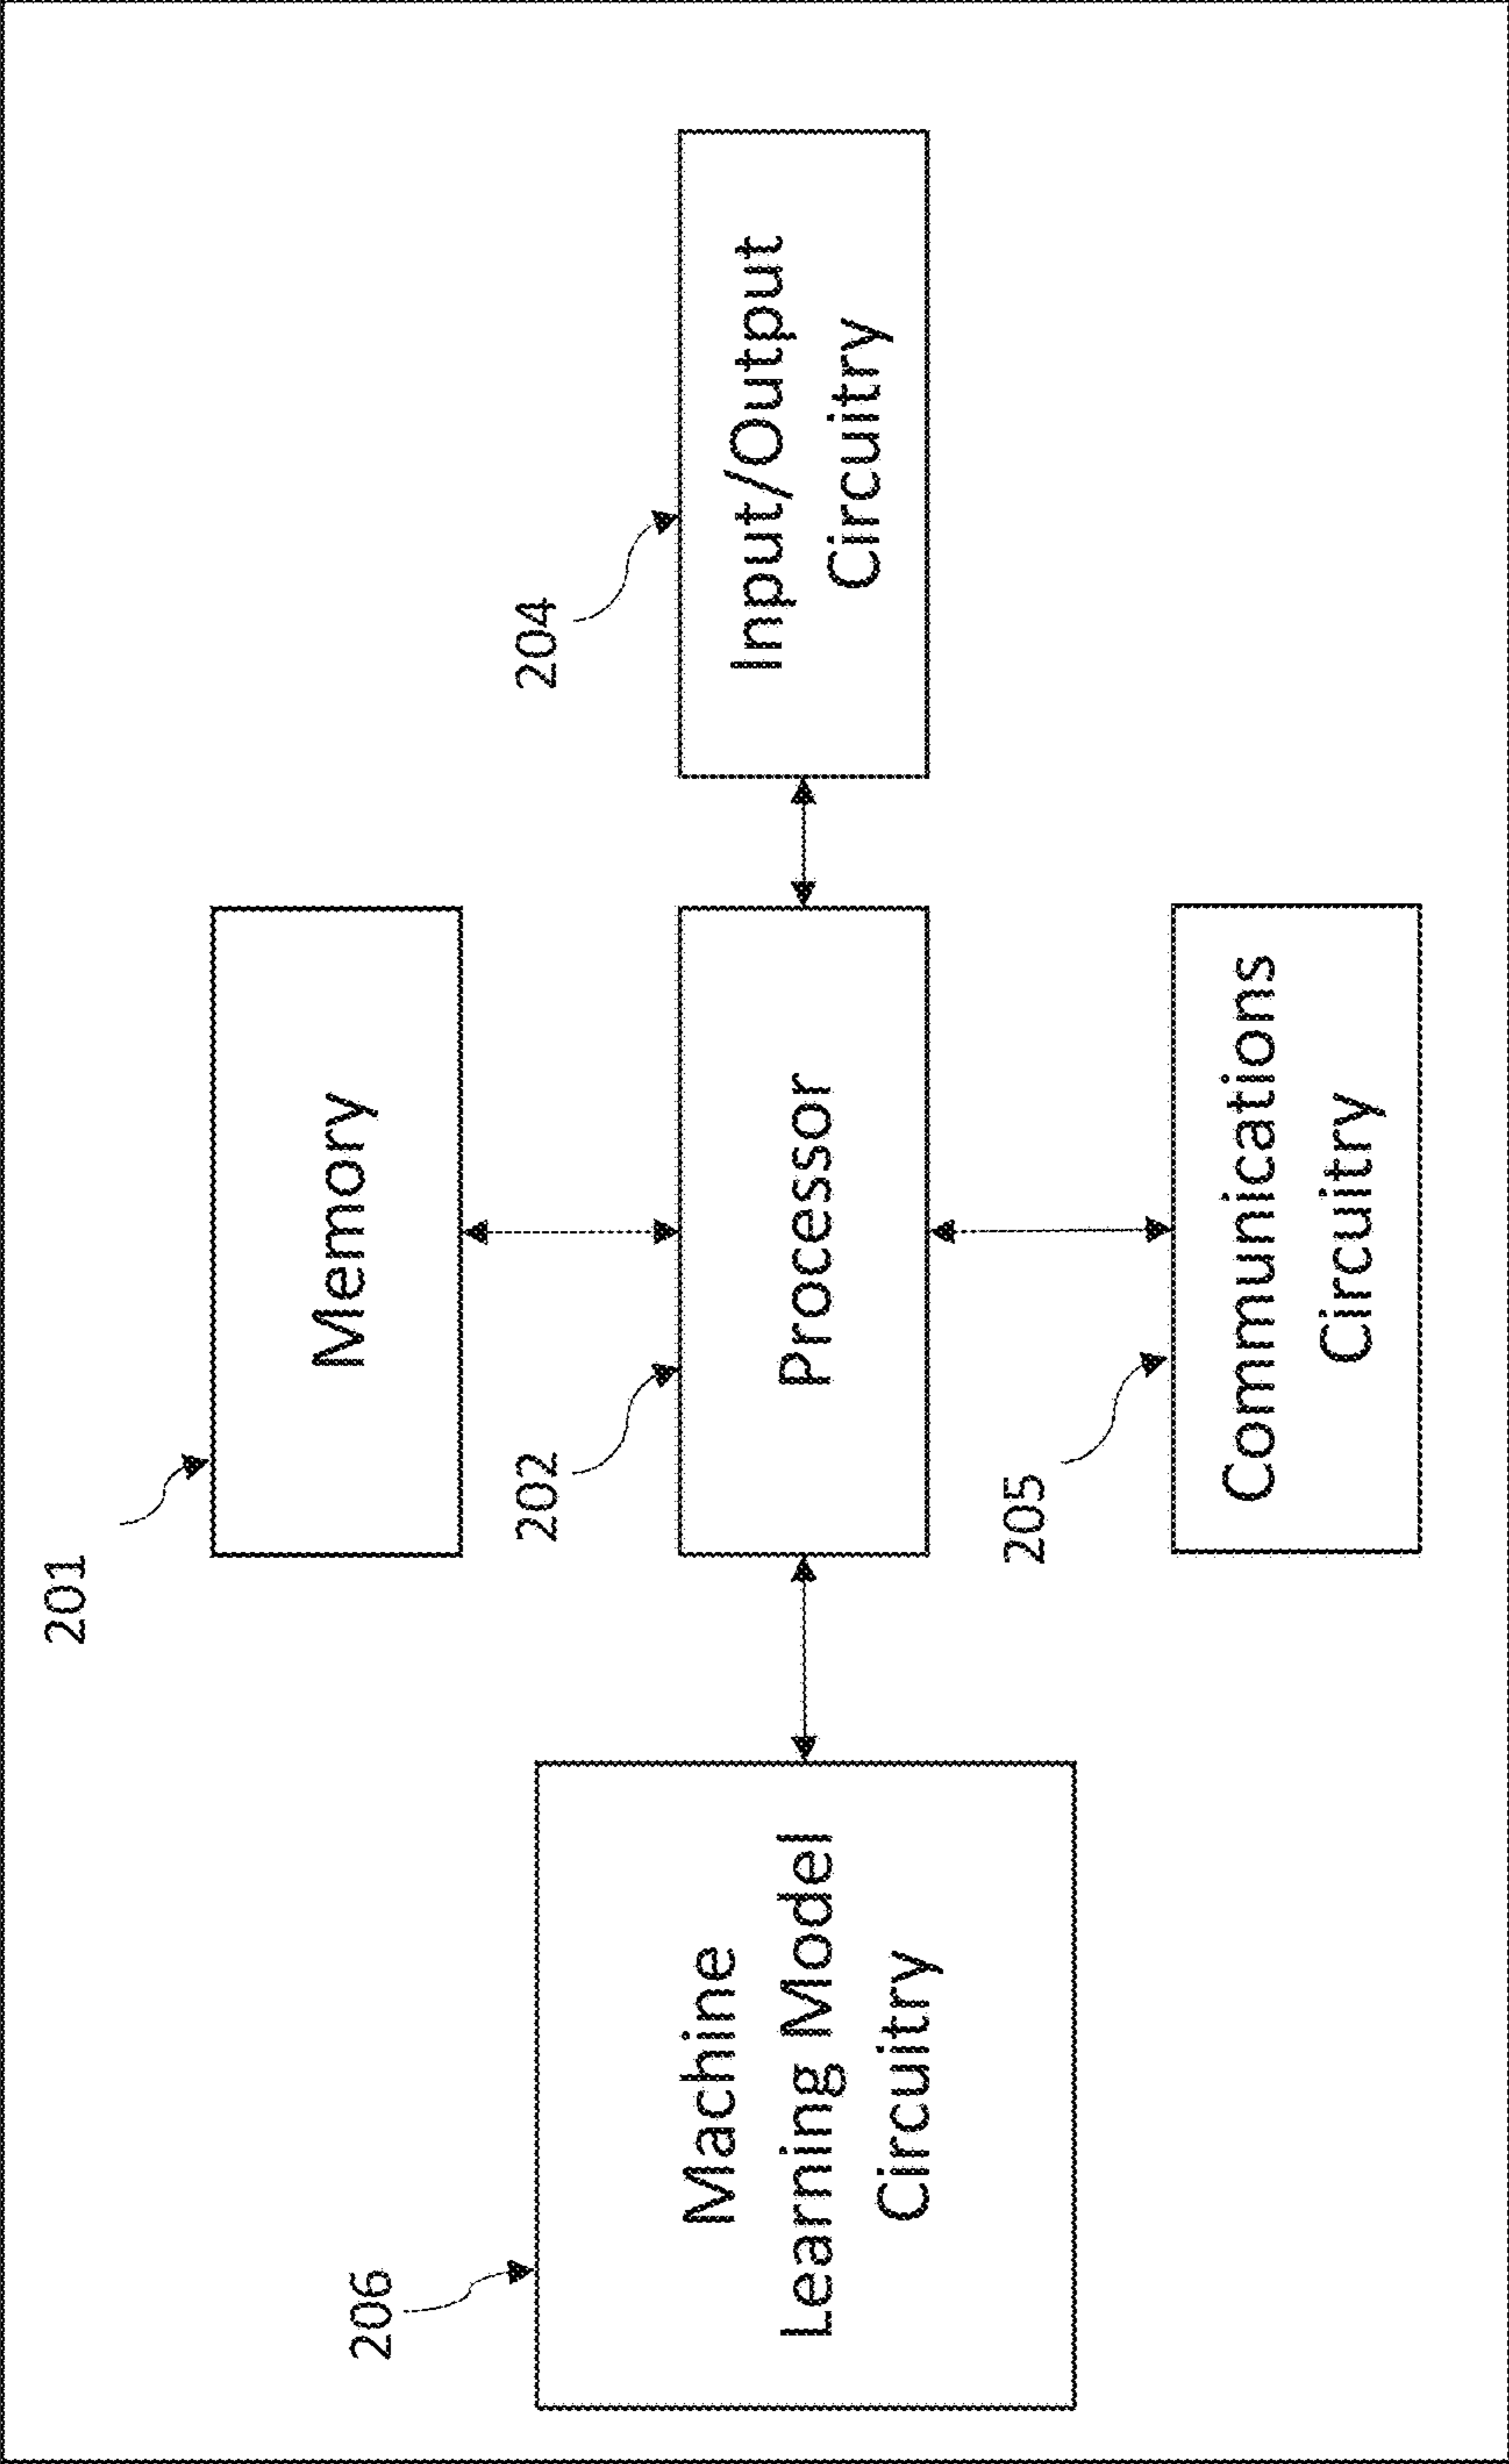 201
Memory
206
Machine
Learning Model
Circuitry
202
Processor
204
Input/Output
Circuitry
205
Communications
Circuitry